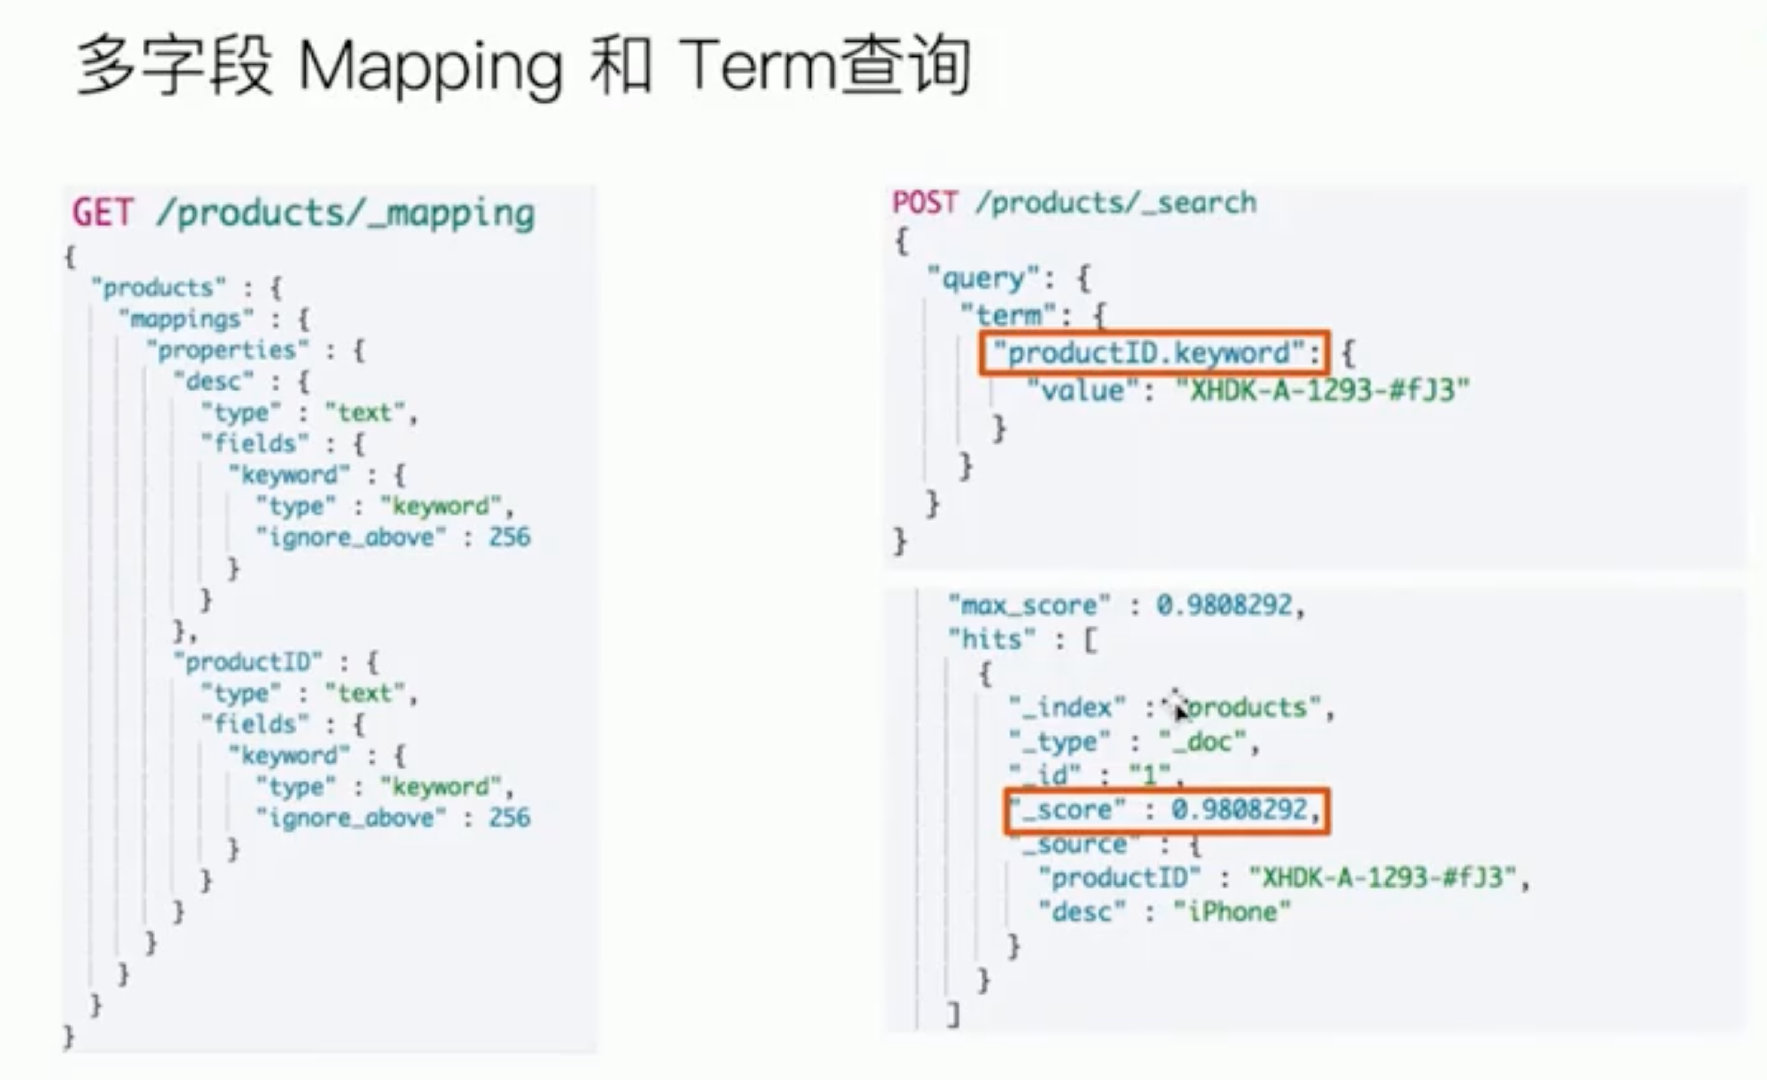 多字段 Mapping 和 Term查询
GET /products/_mapping
{
"products" : {
"mappings" : {
"properties" : {
"desc" : {
"type" : "text",
"fields" : {
"keyword" : {
"type" : "keyword",
"ignore_above" : 256
}
}
},
"productID" : {
"type" : "text",
"fields" : {
"keyword" : {
"type" : "keyword",
"ignore_above" : 256
}
}
}
}
}
}
}
POST /products/_search
{
"query": {
"term": {
"productID.keyword": {
"value": "XHDK-A-1293-#fJ3"
}
}
}
}
"max_score" : 0.9808292,
"hits" : [
{
"_index" : "products",
"_type" : "_doc",
"_id" : "1",
"_score" : 0.9808292,
"_source" : {
"productID" : "XHDK-A-1293-#fJ3",
"desc" : "iPhone"
}
}
]